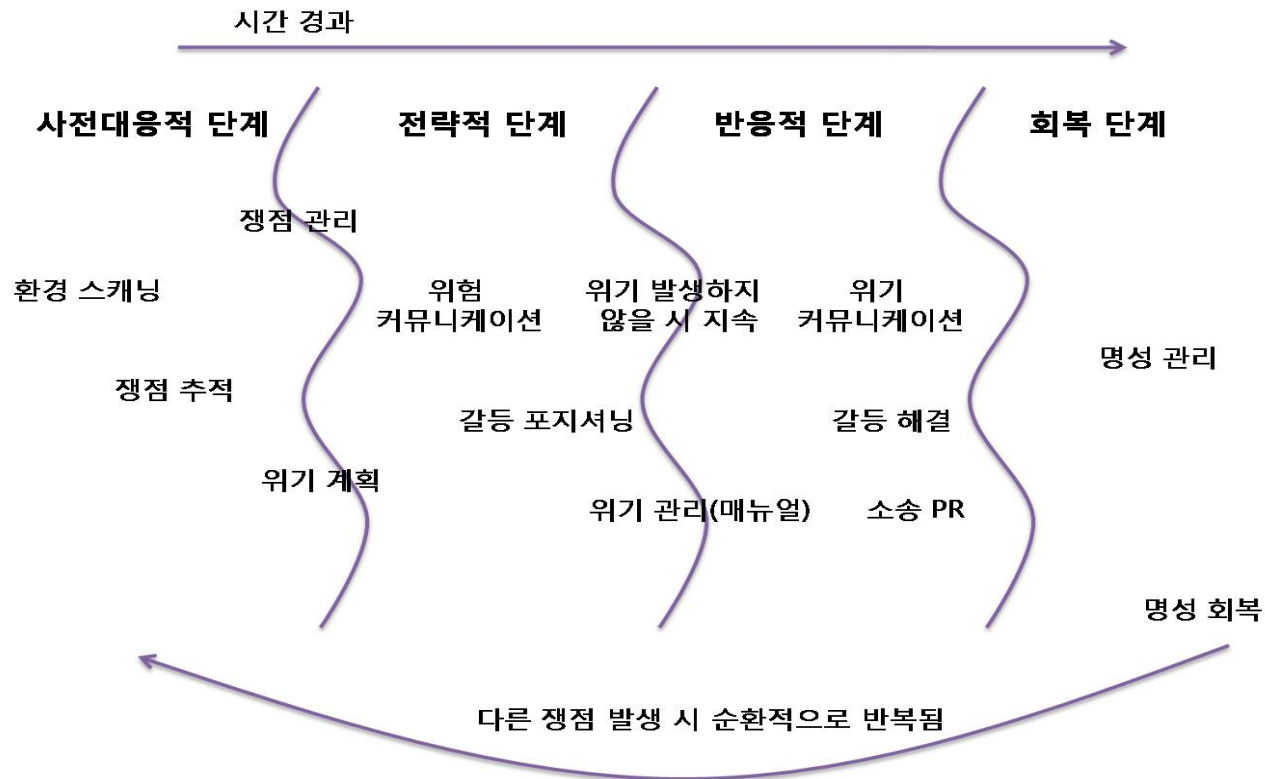 시간 경과
사전대응적 단계
전략적 단계
반응적 단계
회복 단계
쟁점 관리
환경 스캐닝
위험
커뮤니케이션
위기 발생하지
않을 시 지속
위기
커뮤니케이션
명성 관리
쟁점 추적
갈등 포지셔닝
갈등 해결
위기 계획
위기 관리(매뉴얼)
소송 PR
명성 회복
다른 쟁점 발생 시 순환적으로 반복됨